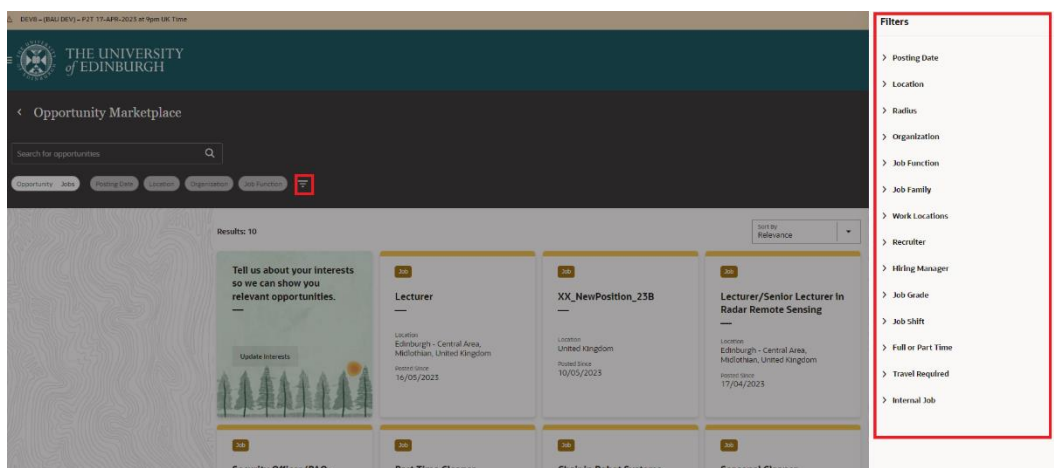 DEV8 - (BAU DEV) - P2T 17-APR-2023 at 9pm UK Time
THE UNIVERSITY
of EDINBURGH
Opportunity Marketplace
Search for opportunities
Opportunity Jobs
Posting Date
Location
Organization
Job Function
Results: 10
Sort By
Relevance
Tell us about your interests
so we can show you
relevant opportunities.
Update Interests
Job
Lecturer
Location
Edinburgh - Central Area,
Midlothian, United Kingdom
Posted Since
16/05/2023
Job
XX_NewPosition_23B
Location
United Kingdom
Posted Since
10/05/2023
Job
Lecturer/Senior Lecturer in
Radar Remote Sensing
Location
Edinburgh - Central Area,
Midlothian, United Kingdom
Posted Since
17/04/2023
Job
Job
Part Time Cleaner
Job
Job
Seasonal Cleaner
Filters
Posting Date
Location
Radius
Organization
Job Function
Job Family
Work Locations
Recruiter
Hiring Manager
Job Grade
Job Shift
Full or Part Time
Travel Required
Internal Job